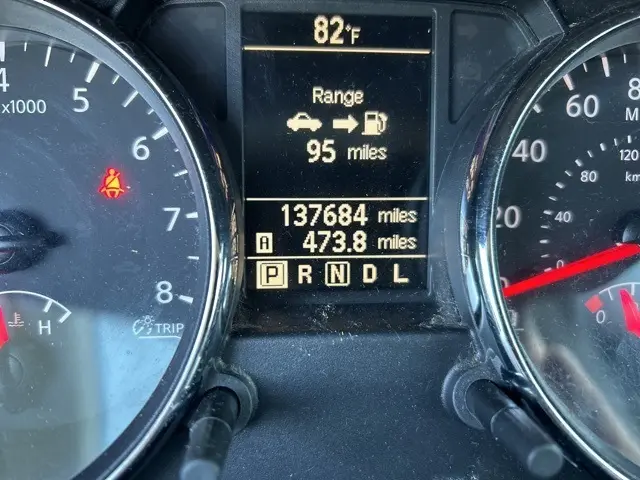 82°F
Range
95 miles
137684 miles
A 473.8 miles
P R N D L
4
x1000
5
6
7
8
TRIP
H
60
40
20
80
40
120
0